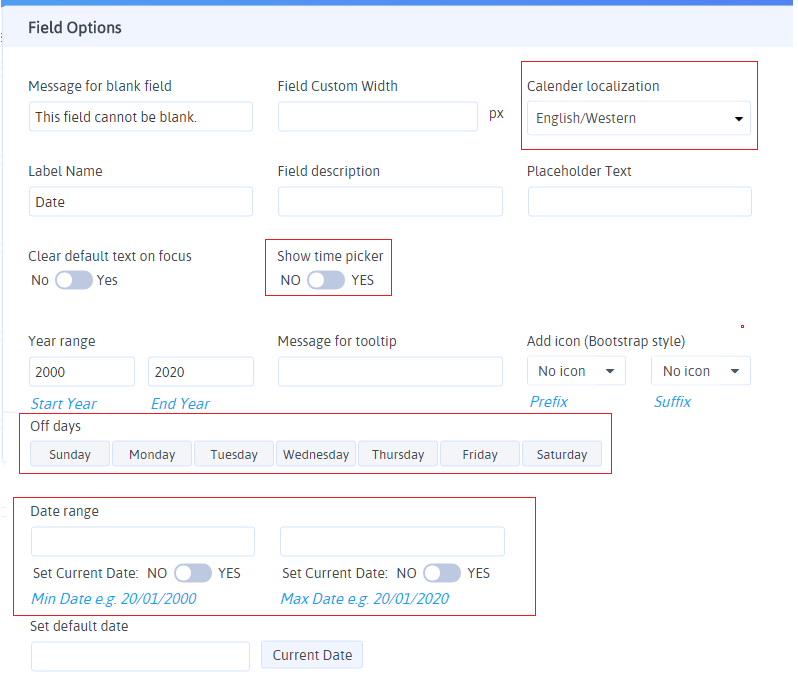 Field Options
Message for blank field
Field Custom Width
Calender localization
This field cannot be blank.
px
English/Western
Label Name
Field description
Placeholder Text
Date
Clear default text on focus
Show time picker
No Yes
NO YES
Year range
Message for tooltip
Add icon (Bootstrap style)
2000
2020
No icon
No icon
Start Year
End Year
Prefix
Suffix
Off days
Sunday Monday Tuesday Wednesday Thursday Friday Saturday
Date range
Set Current Date: NO YES
Set Current Date: NO YES
Min Date e.g. 20/01/2000
Max Date e.g. 20/01/2020
Set default date
Current Date